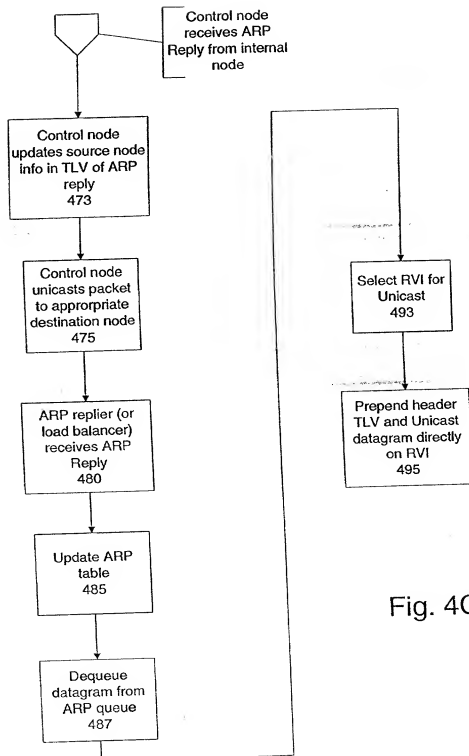 Control node
receives ARP
Reply from internal
node
Control node
updates source node
info in TLV of ARP
reply
473
Control node
unicasts packet
to approrpriate
destination node
475
ARP replier (or
load balancer)
receives ARP
Reply
480
Update ARP
table
485
Dequeue
datagram from
ARP queue
487
Select RVI for
Unicast
493
Prepend header
TLV and Unicast
datagram directly
on RVI
495
Fig. 4C